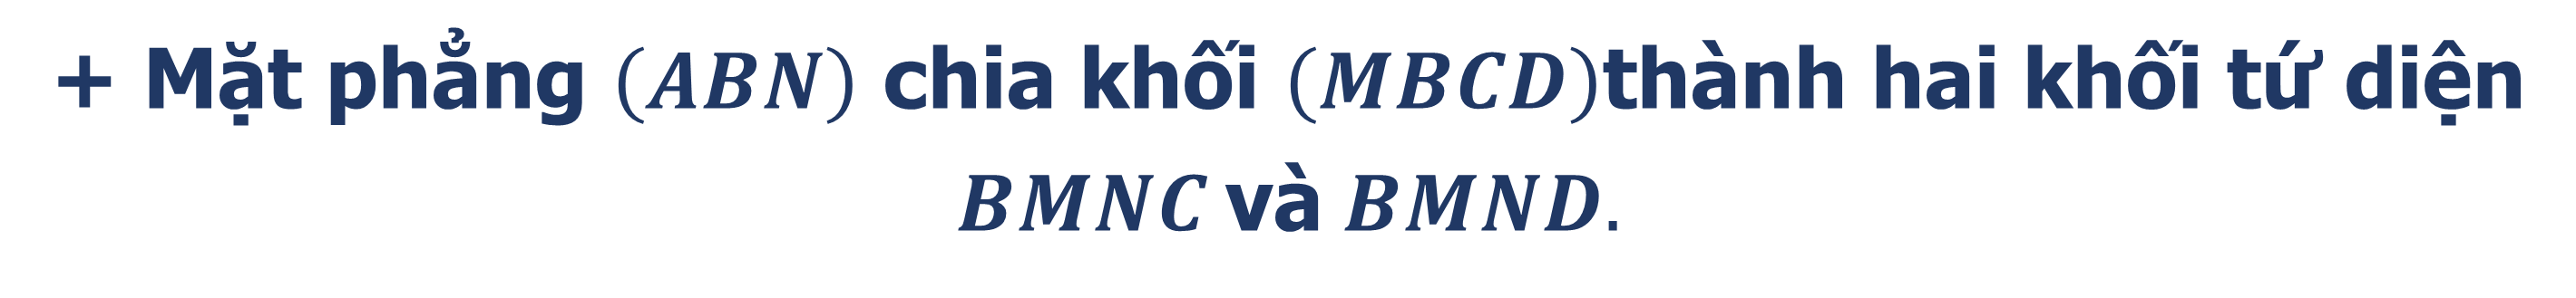 + Mặt phẳng (ABN) chia khối (MBCD)thành hai khối tứ diện
BMNC và BMND.